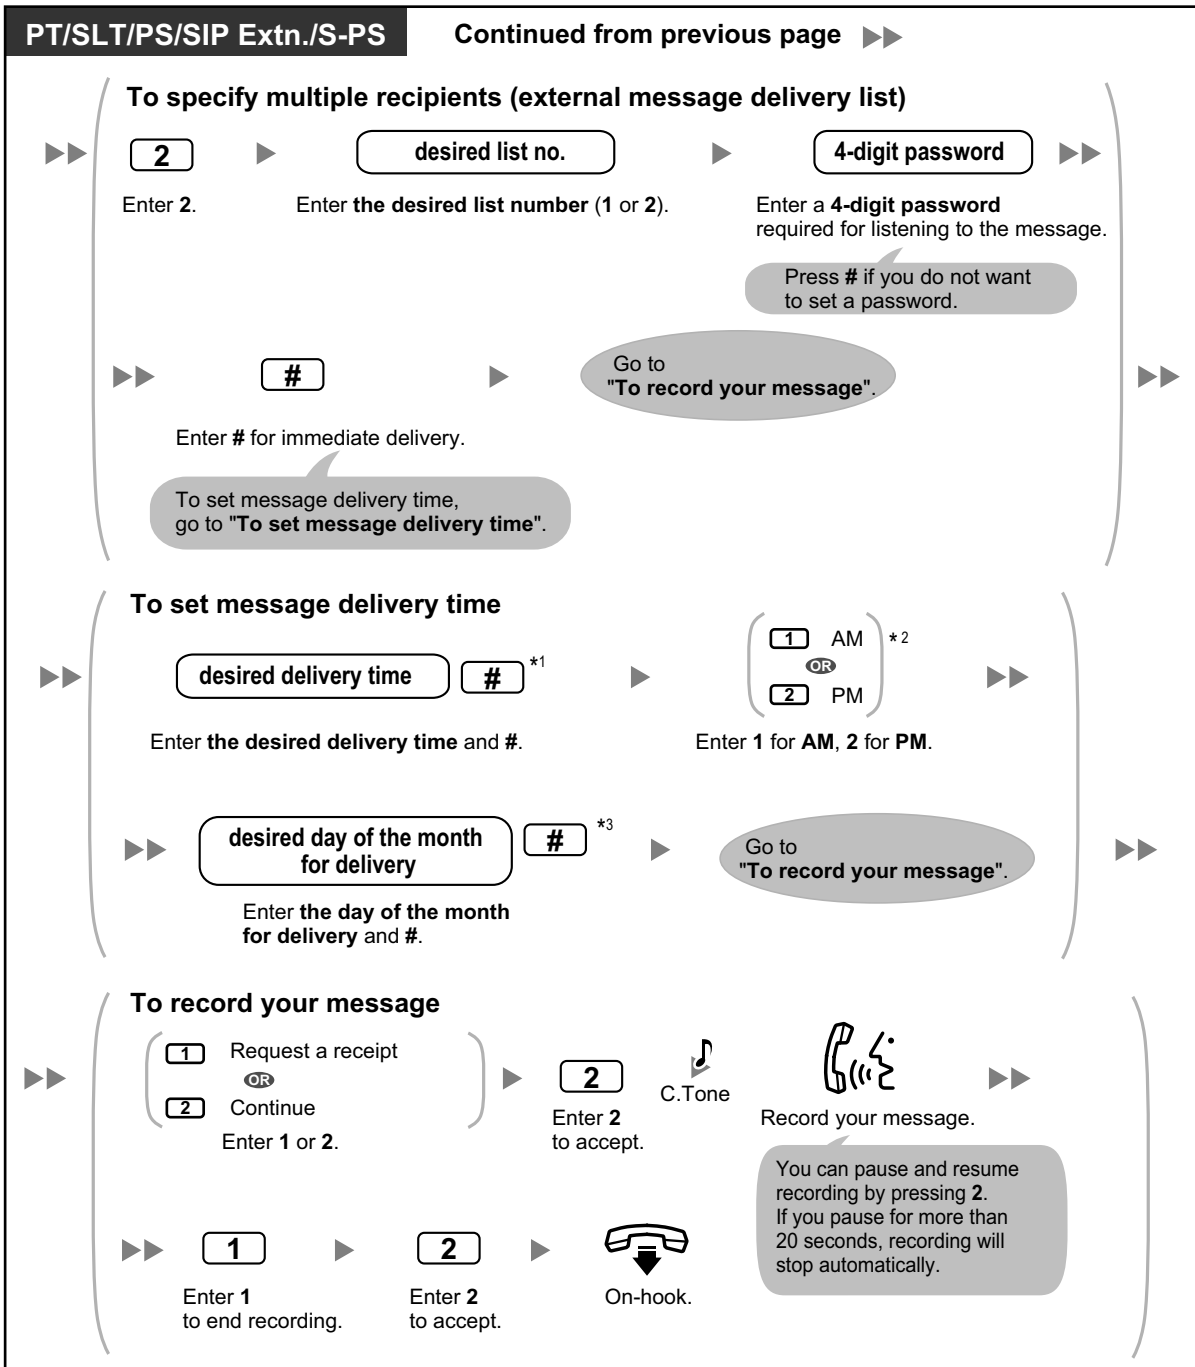 PT/SLT/PS/SIP Extn./S-PS
Continued from previous page
To specify multiple recipients (external message delivery list)
2
desired list no.
4-digit password
Enter 2.
Enter the desired list number (1 or 2).
Enter a 4-digit password
required for listening to the message.
Press # if you do not want
to set a password.
#
Go to
"To record your message".
Enter # for immediate delivery.
To set message delivery time,
go to "To set message delivery time".
To set message delivery time
desired delivery time
# *1
1 AM
OR
2 PM
*2
Enter the desired delivery time and #.
Enter 1 for AM, 2 for PM.
desired day of the month
for delivery
# *3
Go to
"To record your message".
Enter the day of the month
for delivery and #.
To record your message
1 Request a receipt
OR
2 Continue
Enter 1 or 2.
2
C.Tone
Enter 2
to accept.
Record your message.
You can pause and resume
recording by pressing 2.
If you pause for more than
20 seconds, recording will
stop automatically.
1
2
Enter 1
to end recording.
Enter 2
to accept.
On-hook.